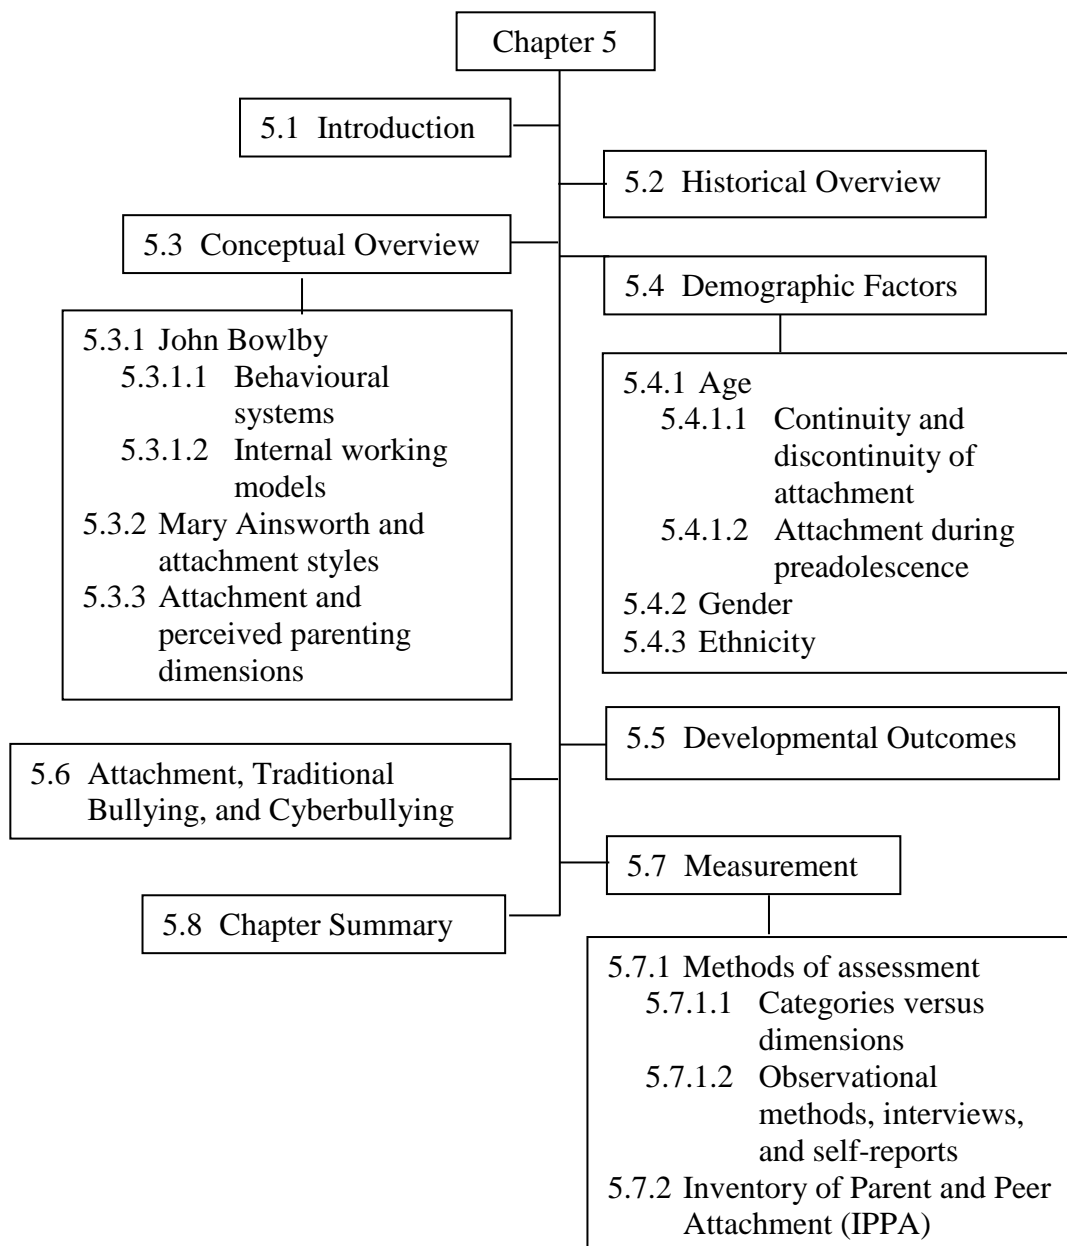 Chapter 5
5.1 Introduction
5.2 Historical Overview
5.3 Conceptual Overview
5.3.1 John Bowlby
5.3.1.1 Behavioural
systems
5.3.1.2 Internal working
models
5.3.2 Mary Ainsworth and
attachment styles
5.3.3 Attachment and
perceived parenting
dimensions
5.4 Demographic Factors
5.4.1 Age
5.4.1.1 Continuity and
discontinuity of
attachment
5.4.1.2 Attachment during
preadolescence
5.4.2 Gender
5.4.3 Ethnicity
5.5 Developmental Outcomes
5.6 Attachment, Traditional
Bullying, and Cyberbullying
5.7 Measurement
5.7.1 Methods of assessment
5.7.1.1 Categories versus
dimensions
5.7.1.2 Observational
methods, interviews,
and self-reports
5.7.2 Inventory of Parent and Peer
Attachment (IPPA)
5.8 Chapter Summary